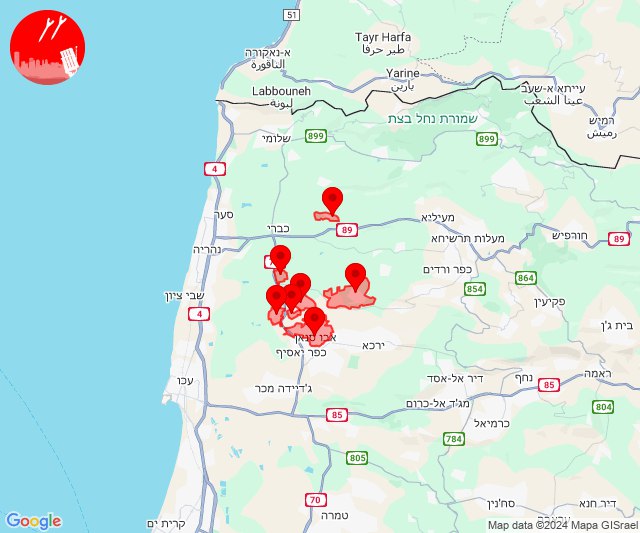 51
Tayr Harfa
طير حرفا
א-נאקורה
الناقورة
Yarine
يارين
Labbouneh
لبونة
עייתא א-שעב
عيتا الشعب
רמיש
رميش
שמורת נחל בצת
899
899
שלומי
4
סער
כברי
89
מעיליא
מעלות תרשיחא
חורפיש
89
נהריה
70
כפר ורדים
854
864
שבי ציון
4
פקיעין
בית ג'ן
אבו סנאן
כפר יאסיף
ירכא
עכו
ג'דיידה מכר
דיר אל-אסד
נחף
ראמה
85
85
מג'ד אל-כרום
כרמיאל
804
784
805
70
סח'נין
דיר חנא
טמרה
עראבה
קרית ים
Google
Map data ©2024 Mapa GISrael